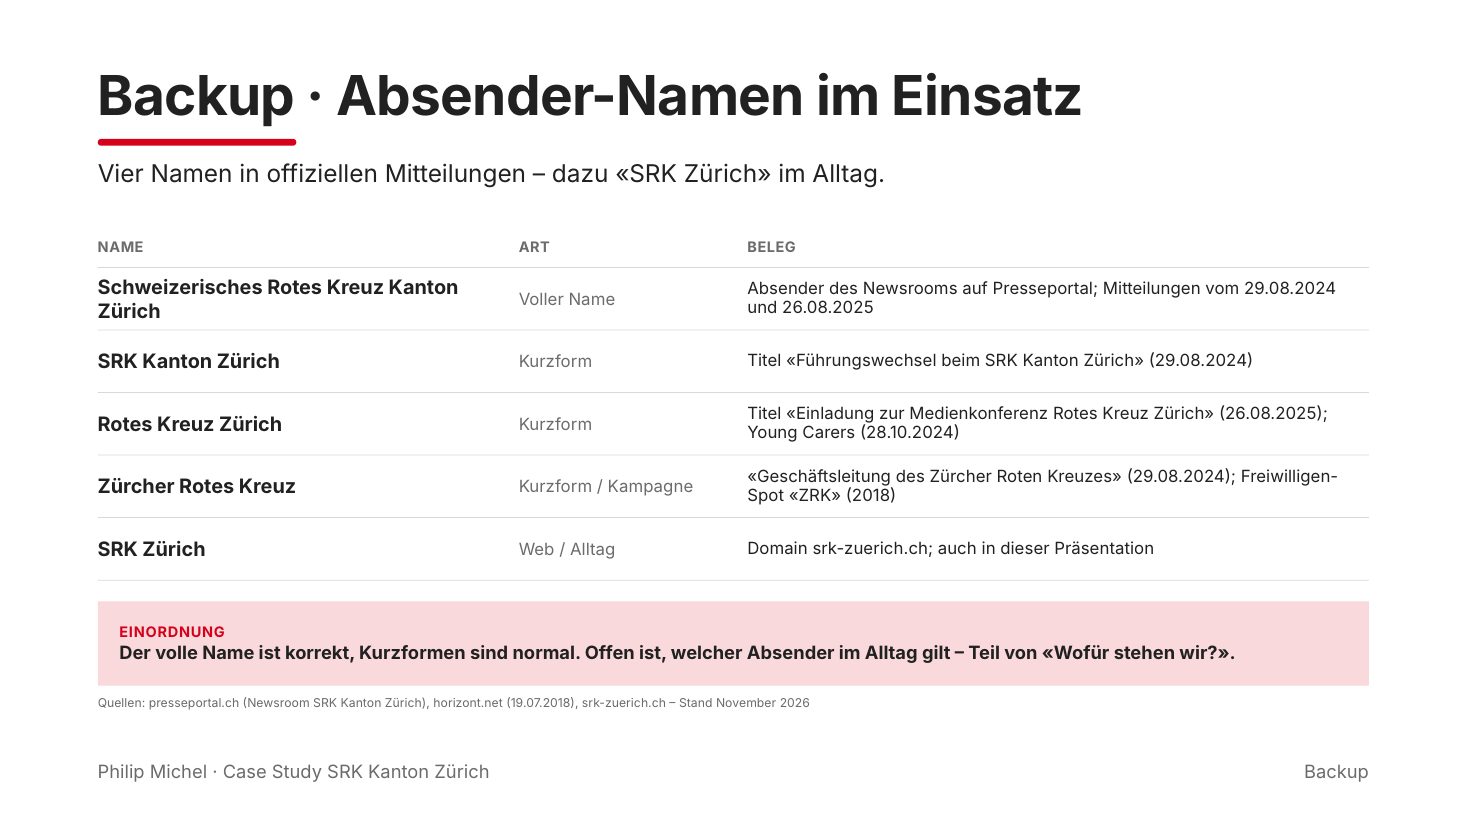 Backup · Absender-Namen im Einsatz
Vier Namen in offiziellen Mitteilungen – dazu «SRK Zürich» im Alltag.
NAME ART BELEG
Schweizerisches Rotes Kreuz Kanton
Zürich
Voller Name
Absender des Newsrooms auf Presseportal; Mitteilungen vom 29.08.2024
und 26.08.2025
SRK Kanton Zürich
Kurzform
Titel «Führungswechsel beim SRK Kanton Zürich» (29.08.2024)
Rotes Kreuz Zürich
Kurzform
Titel «Einladung zur Medienkonferenz Rotes Kreuz Zürich» (26.08.2025);
Young Carers (28.10.2024)
Zürcher Rotes Kreuz
Kurzform / Kampagne
«Geschäftsleitung des Zürcher Roten Kreuzes» (29.08.2024); Freiwilligen-
Spot «ZRK» (2018)
SRK Zürich
Web / Alltag
Domain srk-zuerich.ch; auch in dieser Präsentation
EINORDNUNG
Der volle Name ist korrekt, Kurzformen sind normal. Offen ist, welcher Absender im Alltag gilt – Teil von «Wofür stehen wir?».
Quellen: presseportal.ch (Newsroom SRK Kanton Zürich), horizont.net (19.07.2018), srk-zuerich.ch – Stand November 2026
Philip Michel · Case Study SRK Kanton Zürich
Backup